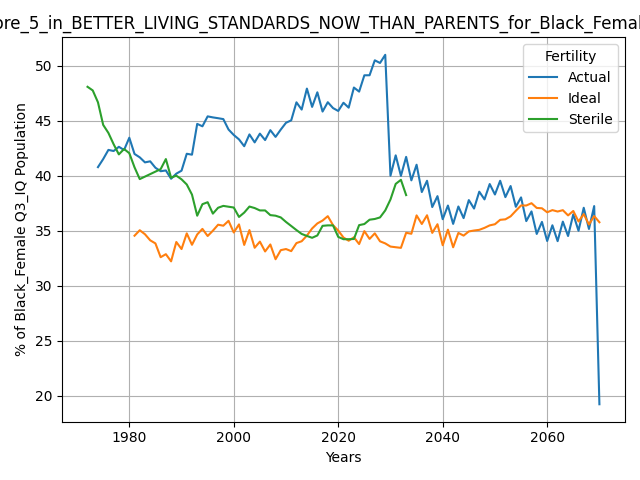 ore_5_in_BETTER_LIVING_STANDARDS_NOW_THAN_PARENTS_for_Black_Femal
% of Black_Female Q3_IQ Population
50
45
40
35
30
25
20
Fertility
Actual
Ideal
Sterile
1980 2000 2020 2040 2060
Years